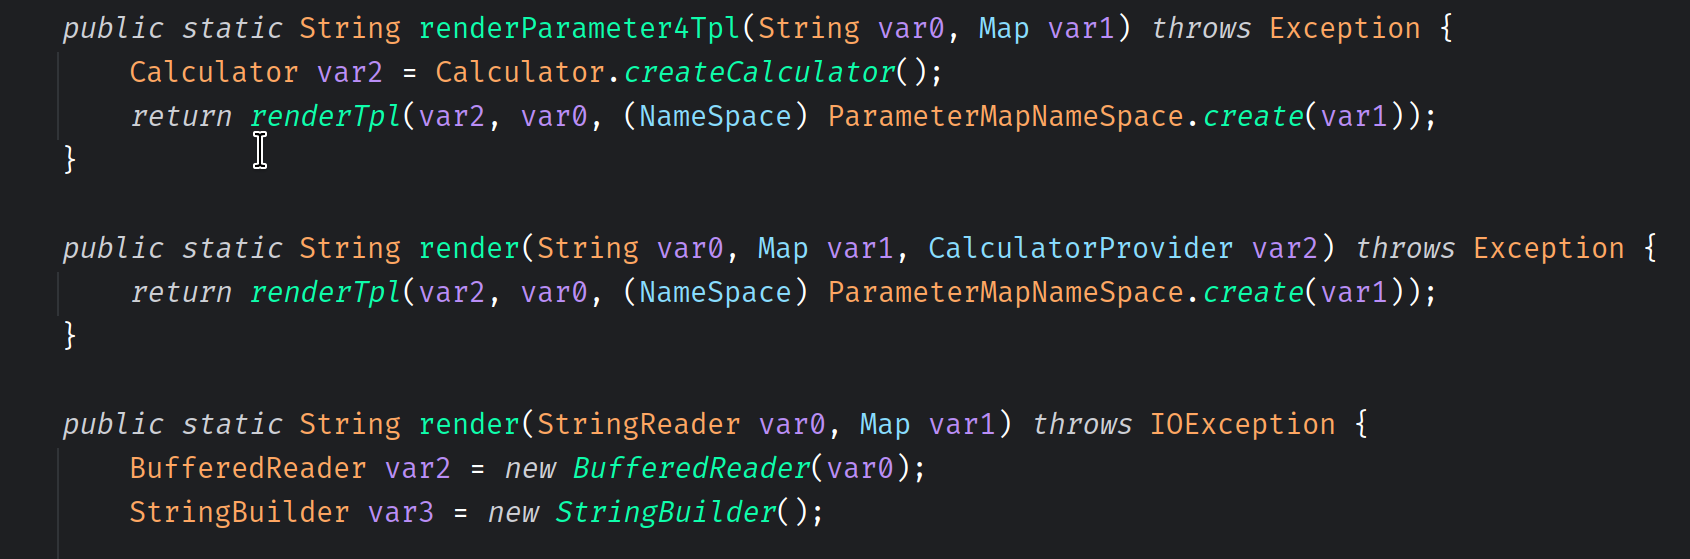 public static String renderParameter4Tpl(String var0, Map var1) throws Exception {
Calculator var2 = Calculator.createCalculator();
return renderTpl(var2, var0, (NameSpace) ParameterMapNameSpace.create(var1));
}
public static String render(String var0, Map var1, CalculatorProvider var2) throws Exception {
return renderTpl(var2, var0, (NameSpace) ParameterMapNameSpace.create(var1));
}
public static String render(StringReader var0, Map var1) throws IOException {
BufferedReader var2 = new BufferedReader(var0);
StringBuilder var3 = new StringBuilder();